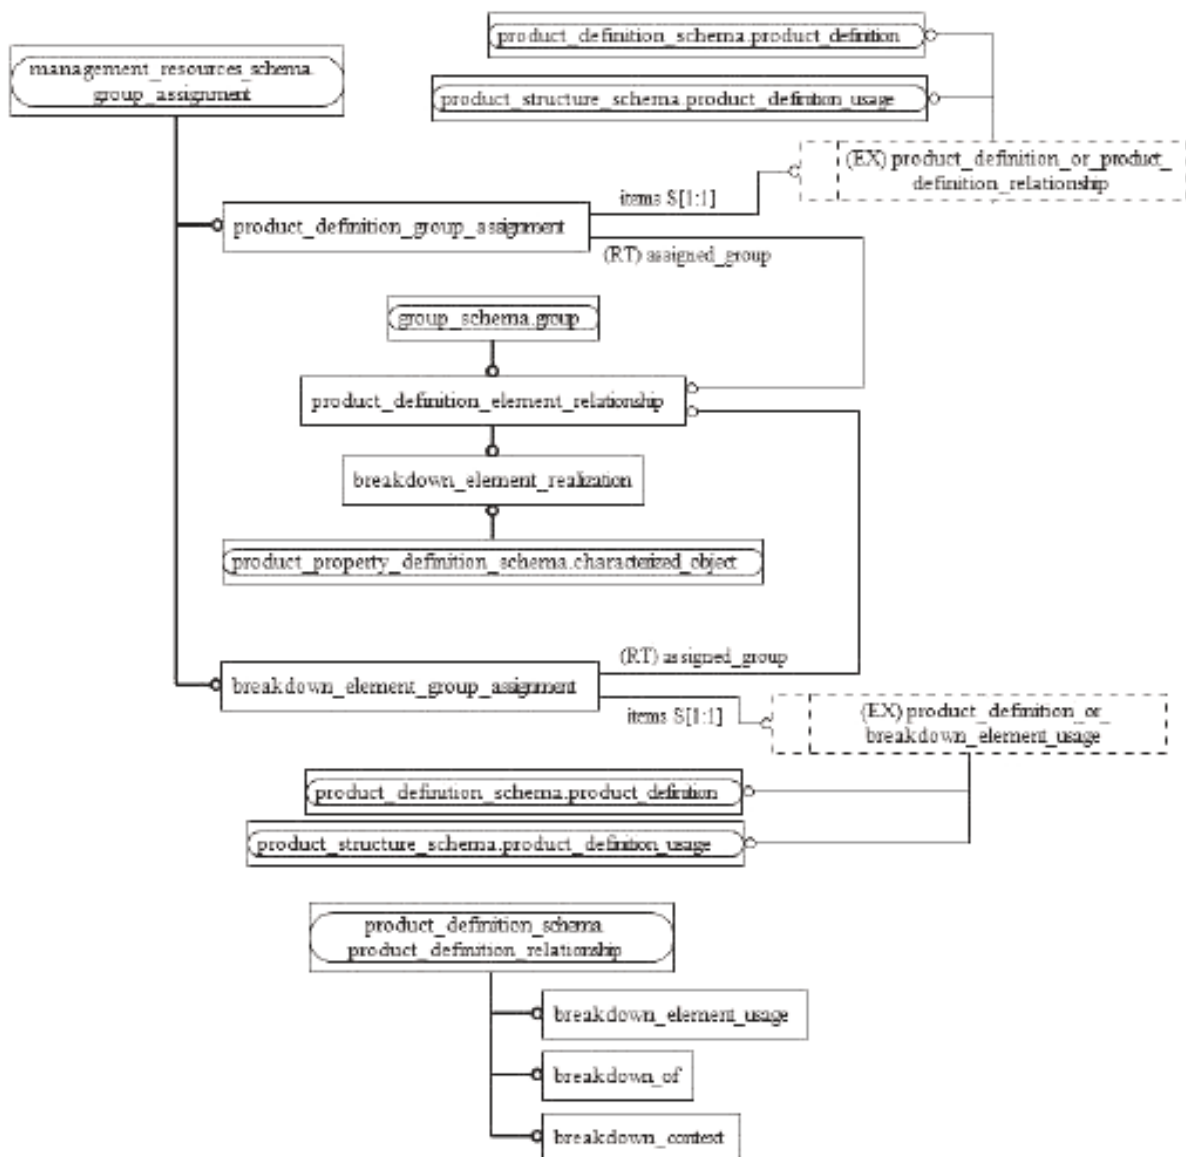 product_definition_schema.product_definition
management_resources_schema.
group_assignment
product_structure_schema.product_definition_usage
(EX) product_definition_or_product_
definition_relationship
items S[1:1]
product_definition_group_assignment
(RT) assigned_group
group_schema.group
product_definition_element_relationship
breakdown_element_realization
product_property_definition_schema.characterized_object
(RT) assigned_group
breakdown_element_group_assignment
items S[1:1]
(EX) product_definition_or_
breakdown_element_usage
product_definition_schema.product_definition
product_structure_schema.product_definition_usage
product_definition_schema.
product_definition_relationship
breakdown_element_usage
breakdown_of
breakdown_context